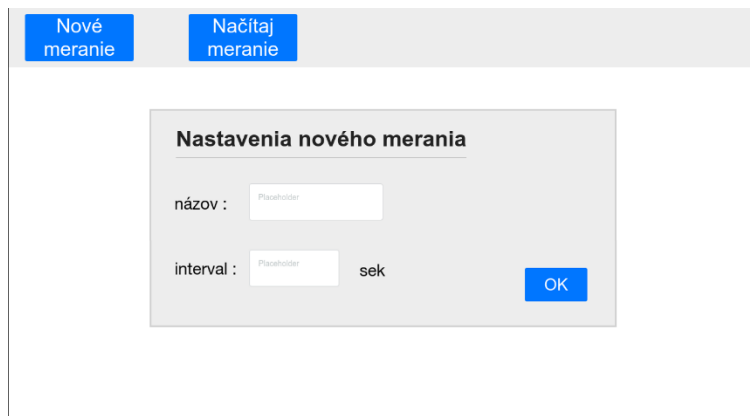 Nové
meranie
Načítaj
meranie
Nastavenia nového merania
názov :
Placeholder
interval :
Placeholder
sek
OK